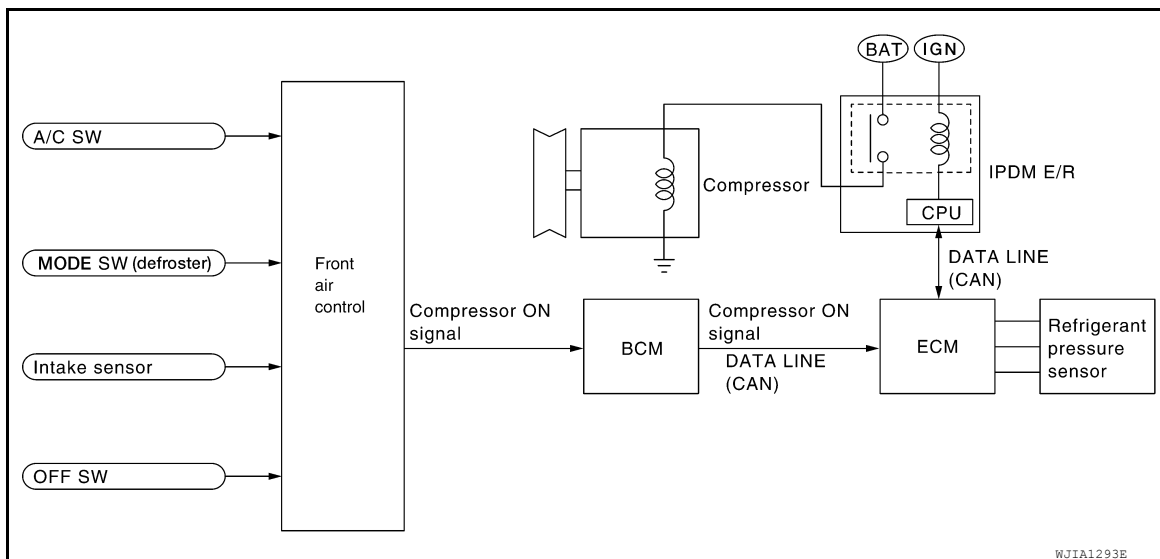 BAT
IGN
A/C SW
IPDM E/R
Compressor
CPU
MODE SW (defroster)
DATA LINE
(CAN)
Front
air
control
Compressor ON
signal
BCM
Compressor ON
signal
DATA LINE
(CAN)
ECM
Refrigerant
pressure
sensor
Intake sensor
OFF SW
WJIA1293E